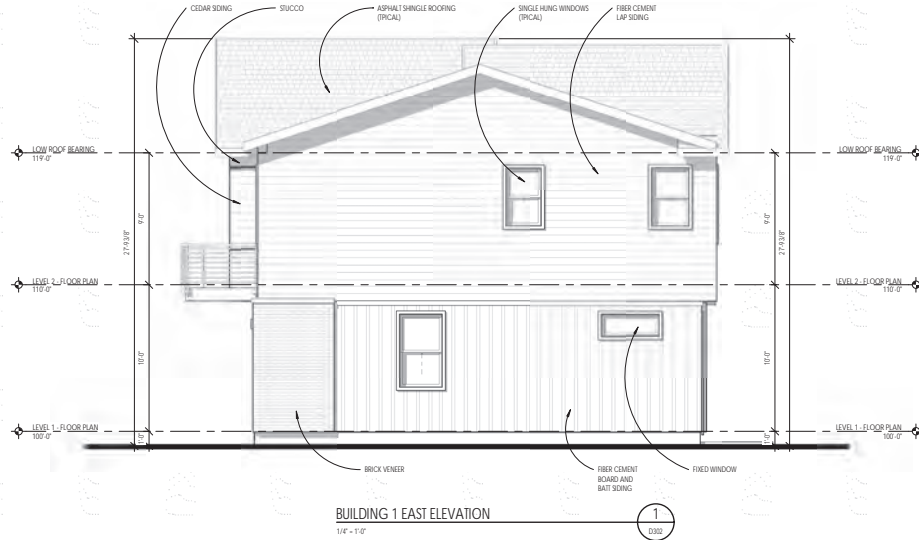 CEDAR SIDING
STUCCO
ASPHALT SHINGLE ROOFING
(TPICAL)
SINGLE HUNG WINDOWS
(TPICAL)
FIBER CEMENT
LAP SIDING
LOW ROOF BEARING
119'-0"
LOW ROOF BEARING
119'-0"
9'-0"
27'-9 3/8"
9'-0"
27'-9 3/8"
LEVEL 2 - FLOOR PLAN
110'-0"
LEVEL 2 - FLOOR PLAN
110'-0"
10'-0"
10'-0"
LEVEL 1 - FLOOR PLAN
100'-0"
LEVEL 1 - FLOOR PLAN
100'-0"
1'-0"
1'-0"
BRICK VENEER
FIBER CEMENT
BOARD AND
BATT SIDING
FIXED WINDOW
BUILDING 1 EAST ELEVATION
1/4" = 1'-0"
1
D302